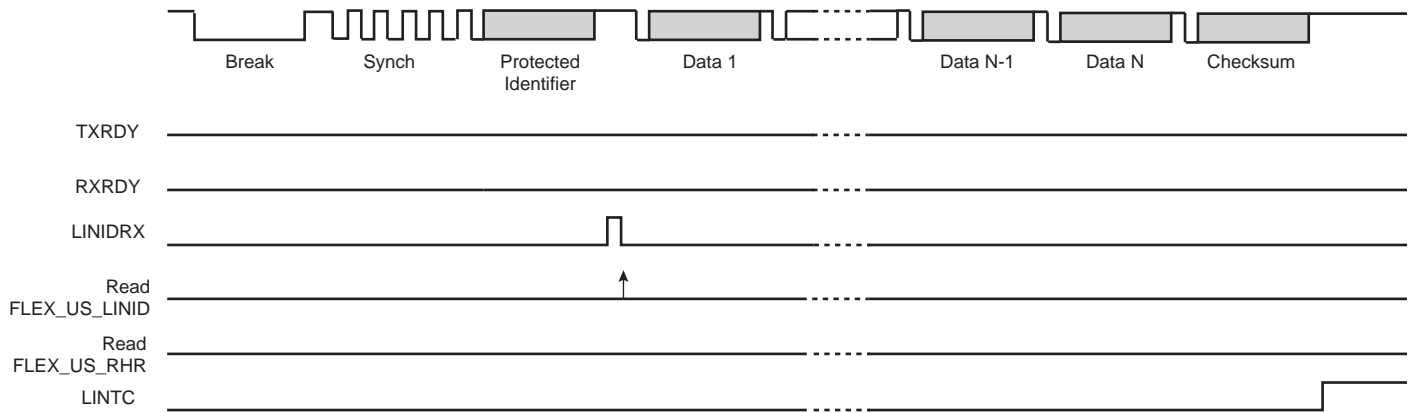 Break
Synch
Protected
Identifier
Data 1
Data N-1
Data N
Checksum
TXRDY
RXRDY
LINIDRX
Read
FLEX_US_LINID
Read
FLEX_US_RHR
LINTC